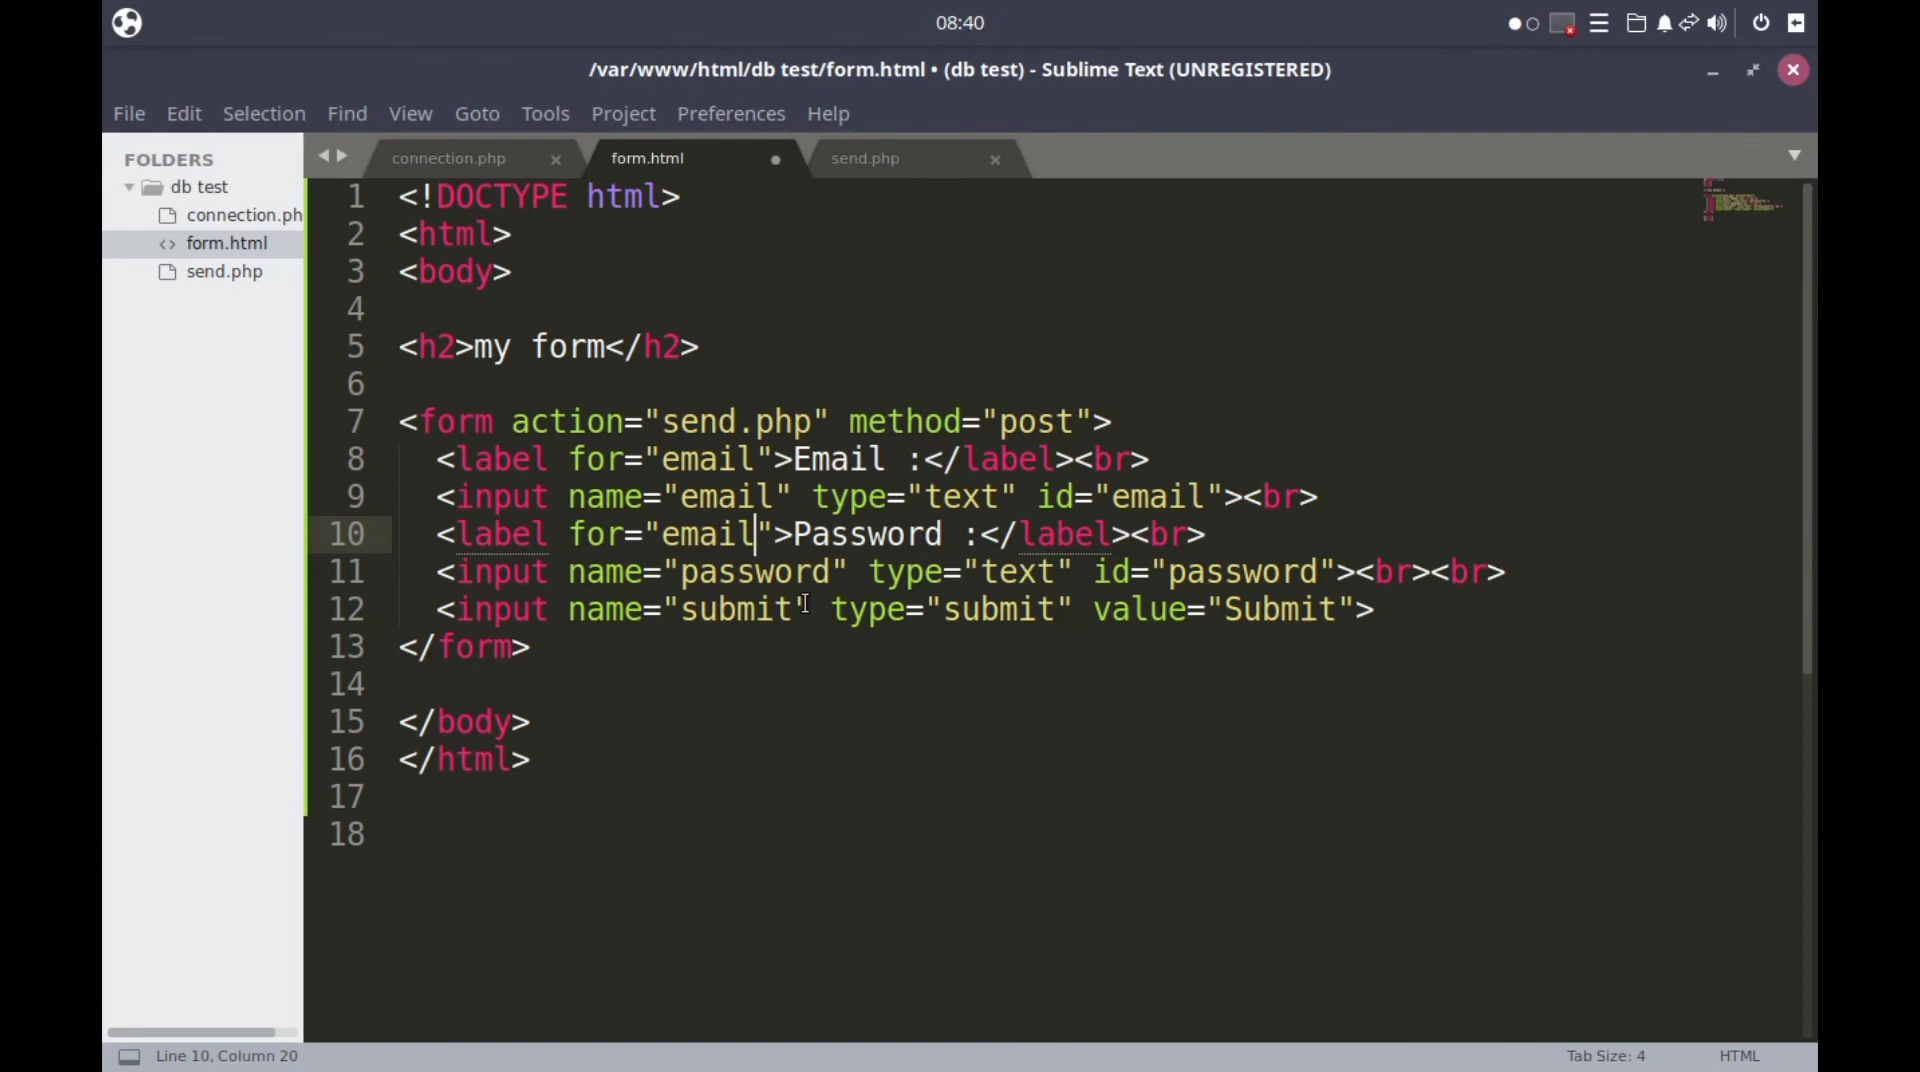 08:40
/var/www/html/db test/form.html • (db test) - Sublime Text (UNREGISTERED)
File Edit Selection Find View Goto Tools Project Preferences Help
FOLDERS
db test
connection.ph
form.html
send.php
connection.php form.html send.php
1 <!DOCTYPE html>
2 <html>
3 <body>
4
5 <h2>my form</h2>
6
7 <form action="send.php" method="post">
8 <label for="email">Email :</label><br>
9 <input name="email" type="text" id="email"><br>
10 <label for="email">Password :</label><br>
11 <input name="password" type="text" id="password"><br><br>
12 <input name="submit" type="submit" value="Submit">
13 </form>
14
15 </body>
16 </html>
17
18
Line 10, Column 20 Tab Size: 4 HTML